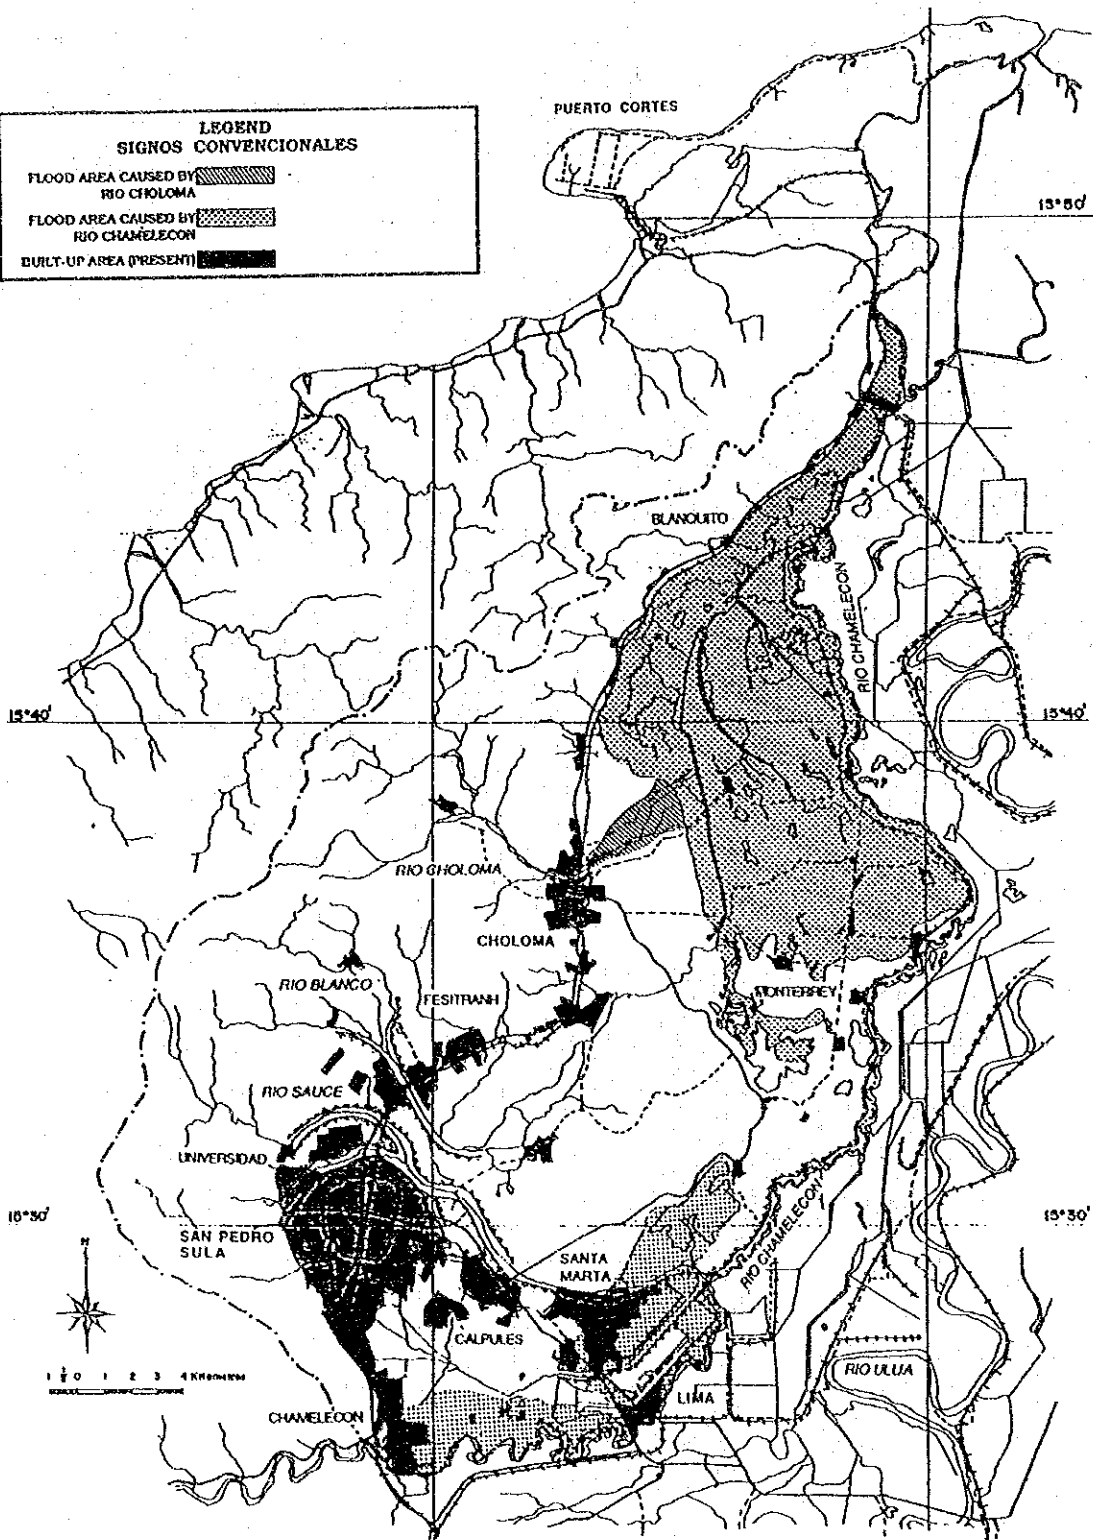 PUERTO CORTES
LEGEND
SIGNOS CONVENCIONALES
FLOOD AREA CAUSED BY
RIO CHOLOMA
FLOOD AREA CAUSED BY
RIO CHAMELECON
BUILT-UP AREA (PRESENT)
15°50'
BLANQUITO
RIO CHAMELECON
15°40'
15°40'
RIO CHOLOMA
CHOLOMA
RIO BLANCO
FESITRANH
MONTERREY
RIO SAUCE
UNIVERSIDAD
15°30'
15°30'
SAN PEDRO
SULA
SANTA
MARTA
RIO CHAMELECON
N
CALPULES
RIO ULUA
1 ½ 0 1 2 3 4 Kilometros
LIMA
CHAMELECON